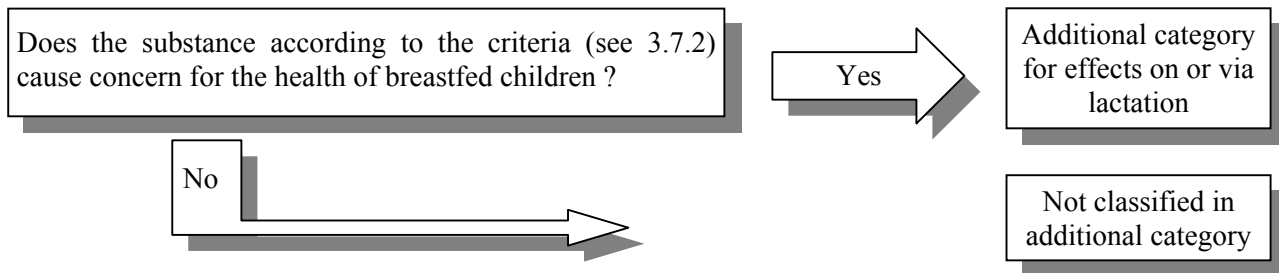 Does the substance according to the criteria (see 3.7.2)
cause concern for the health of breastfed children ?
Yes
Additional category
for effects on or via
lactation
No
Not classified in
additional category